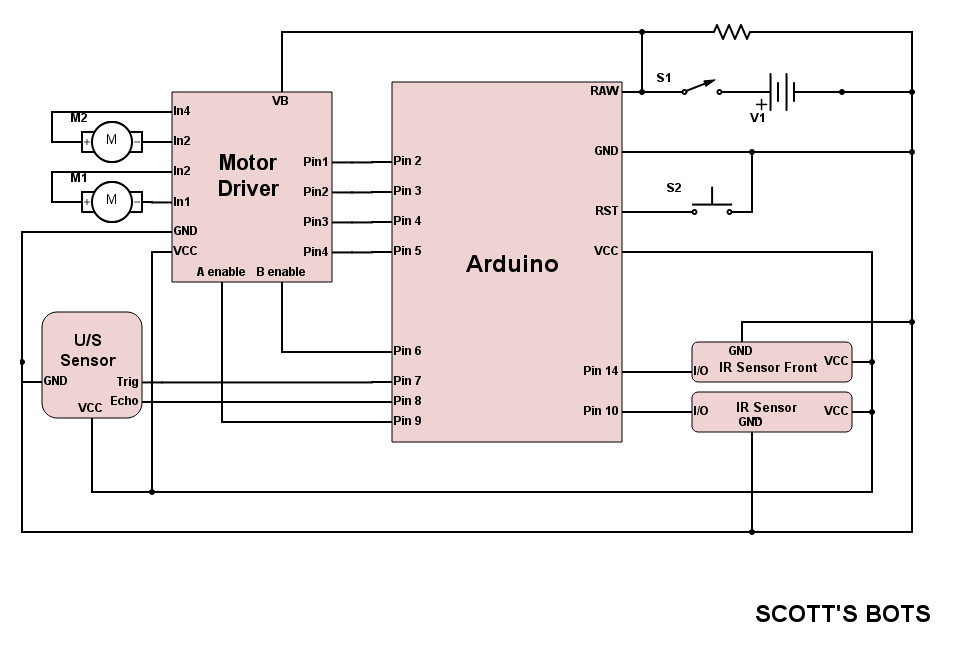 VB
RAW
S1
V1
M2
M
In4
In2
In2
In1
M1
M
GND
VCC
Motor
Driver
Pin1
Pin2
Pin3
Pin4
A enable B enable
Pin 2
Pin 3
Pin 4
Pin 5
Arduino
GND
RST
S2
VCC
U/S
Sensor
GND
Trig
Echo
VCC
Pin 6
Pin 7
Pin 8
Pin 9
Pin 14
Pin 10
GND
VCC
I/O
IR Sensor Front
I/O
IR Sensor
VCC
GND
SCOTT'S BOTS